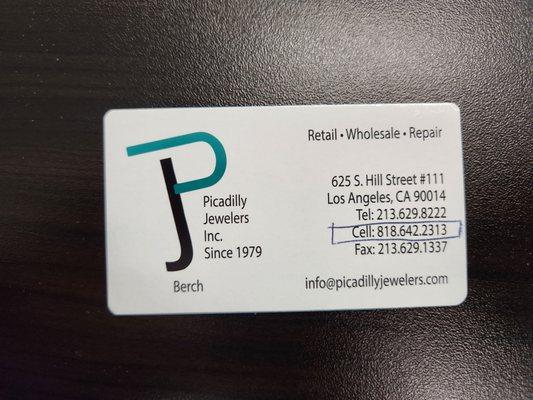 PJ
Picadilly
Jewelers
Inc.
Since 1979
Berch
Retail • Wholesale • Repair
625 S. Hill Street #111
Los Angeles, CA 90014
Tel: 213.629.8222
Cell: 818.642.2313
Fax: 213.629.1337
info@picadillyjewelers.com